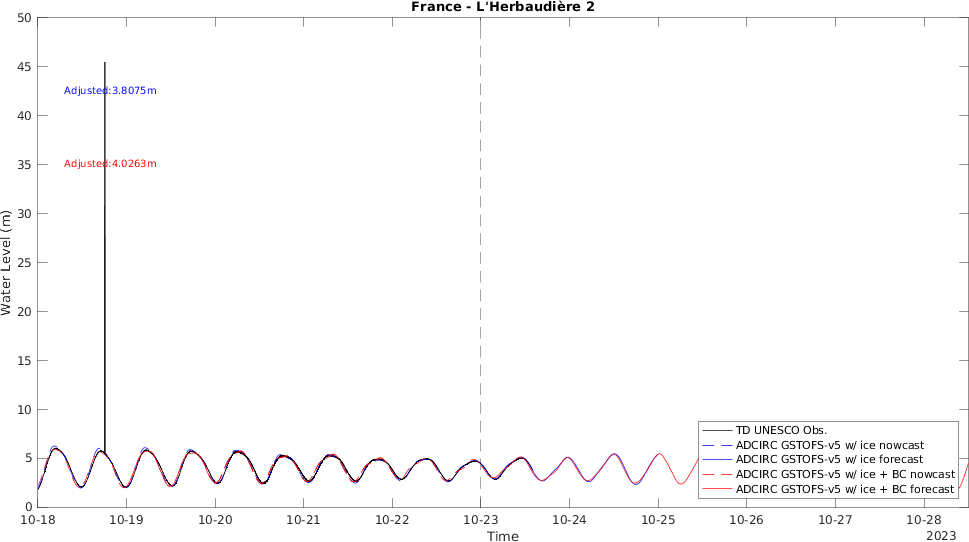 France - L'Herbaudière 2
50
45
40
35
30
25
20
15
10
5
0
Water Level (m)
Adjusted:3.8075m
Adjusted:4.0263m
TD UNESCO Obs.
ADCIRC GSTOFS-v5 w/ ice nowcast
ADCIRC GSTOFS-v5 w/ ice forecast
ADCIRC GSTOFS-v5 w/ ice + BC nowcast
ADCIRC GSTOFS-v5 w/ ice + BC forecast
10-18 10-19 10-20 10-21 10-22 10-23 10-24 10-25 10-26 10-27 10-28
2023
Time